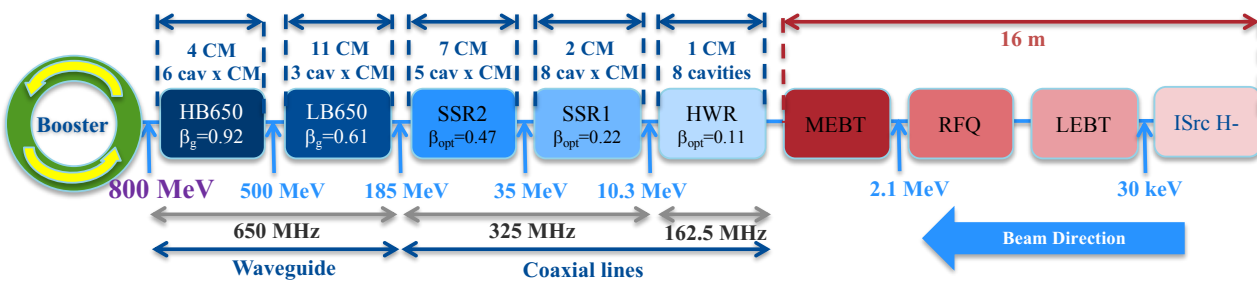 4 CM
6 cav x CM
11 CM
3 cav x CM
7 CM
5 cav x CM
2 CM
8 cav x CM
1 CM
8 cavities
16 m
Booster
HB650
βg=0.92
LB650
βg=0.61
SSR2
βopt=0.47
SSR1
βopt=0.22
HWR
βopt=0.11
MEBT
RFQ
LEBT
ISrc H-
800 MeV
500 MeV
185 MeV
35 MeV
10.3 MeV
2.1 MeV
30 keV
650 MHz
325 MHz
162.5 MHz
Beam Direction
Waveguide
Coaxial lines